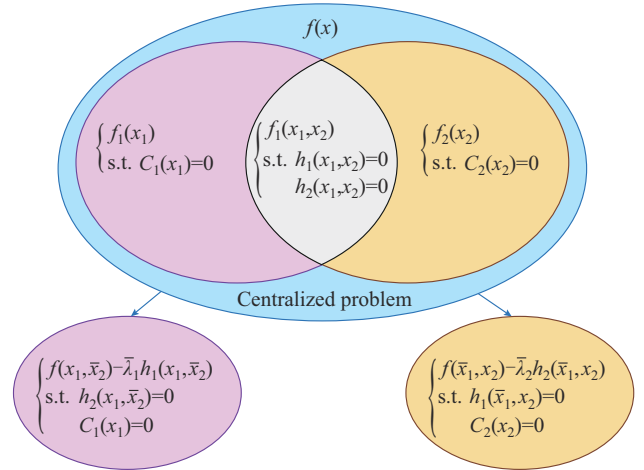 f(x)
f₁(x₁)
s.t. C₁(x₁)=0
f₁(x₁,x₂)
s.t. h₁(x₁,x₂)=0
h₂(x₁,x₂)=0
f₂(x₂)
s.t. C₂(x₂)=0
Centralized problem
f(x₁,x̄₂)−λ̄₁h₁(x₁,x̄₂)
s.t. h₂(x₁,x̄₂)=0
C₁(x₁)=0
f(x̄₁,x₂)−λ̄₂h₂(x̄₁,x₂)
s.t. h₁(x̄₁,x₂)=0
C₂(x₂)=0